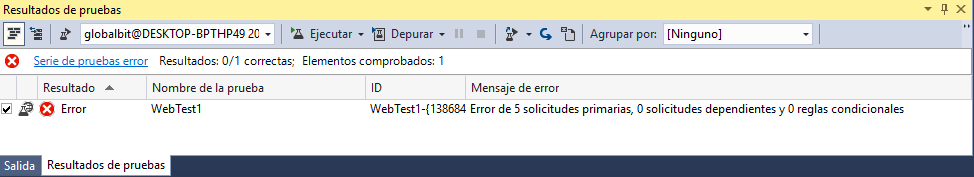 Resultados de pruebas
globalbit@DESKTOP-BPTHP49 20 Ejecutar Depurar Agrupar por: [Ninguno]
Serie de pruebas error Resultados: 0/1 correctas; Elementos comprobados: 1
Resultado Nombre de la prueba ID Mensaje de error
Error WebTest1 WebTest1-{138684 Error de 5 solicitudes primarias, 0 solicitudes dependientes y 0 reglas condicionales
Salida Resultados de pruebas